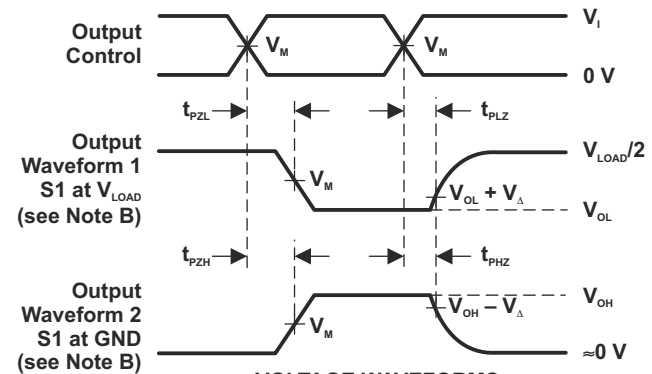 Output
Control
V_M
V_M
V_I
0 V
t_PZL
t_PLZ
Output
Waveform 1
S1 at V_LOAD
(see Note B)
V_M
V_OL + V_Δ
V_LOAD/2
V_OL
t_PZH
t_PHZ
Output
Waveform 2
S1 at GND
(see Note B)
V_M
V_OH – V_Δ
V_OH
≈0 V